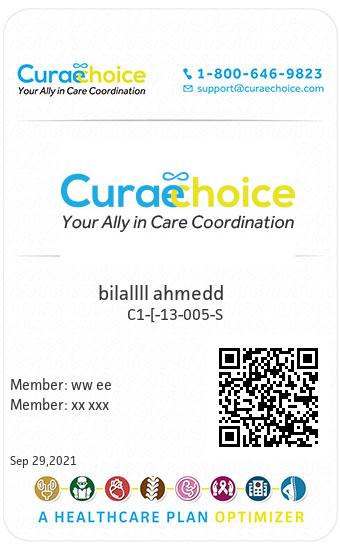 Curaechoice
Your Ally in Care Coordination
1-800-646-9823
support@curaechoice.com
Curaechoice
Your Ally in Care Coordination
bilallll ahmedd
C1-[-13-005-S
Member: ww ee
Member: xx xxx
Sep 29,2021
A HEALTHCARE PLAN OPTIMIZER